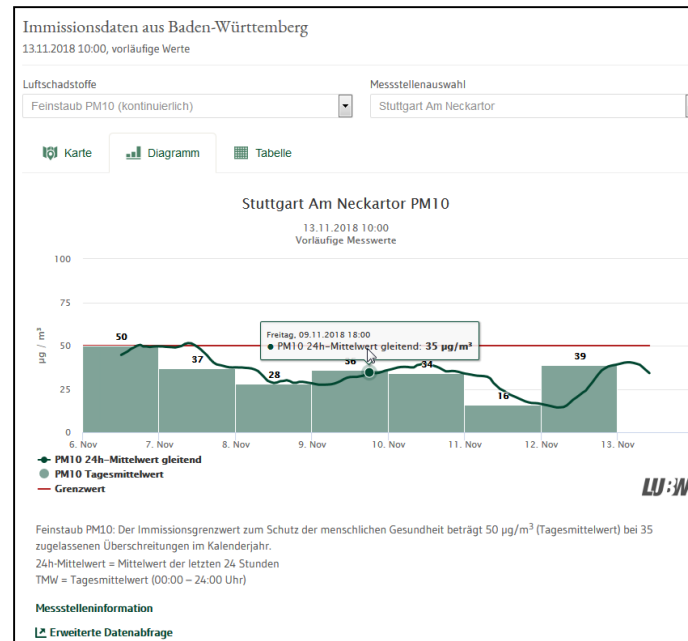 Immissionsdaten aus Baden-Württemberg
13.11.2018 10:00, vorläufige Werte
Luftschadstoffe
Messstellenauswahl
Feinstaub PM10 (kontinuierlich)
Stuttgart Am Neckartor
Karte
Diagramm
Tabelle
Stuttgart Am Neckartor PM10
13.11.2018 10:00
Vorläufige Messwerte
µg / m³
100
75
50
25
0
50
37
28
36
34
16
39
Freitag, 09.11.2018 18:00
PM10 24h-Mittelwert gleitend: 35 µg/m³
6. Nov
7. Nov
8. Nov
9. Nov
10. Nov
11. Nov
12. Nov
13. Nov
PM10 24h-Mittelwert gleitend
PM10 Tagesmittelwert
Grenzwert
Feinstaub PM10: Der Immissionsgrenzwert zum Schutz der menschlichen Gesundheit beträgt 50 µg/m³ (Tagesmittelwert) bei 35
zugelassenen Überschreitungen im Kalenderjahr.
24h-Mittelwert = Mittelwert der letzten 24 Stunden
TMW = Tagesmittelwert (00:00 – 24:00 Uhr)
Messstelleninformation
Erweiterte Datenabfrage